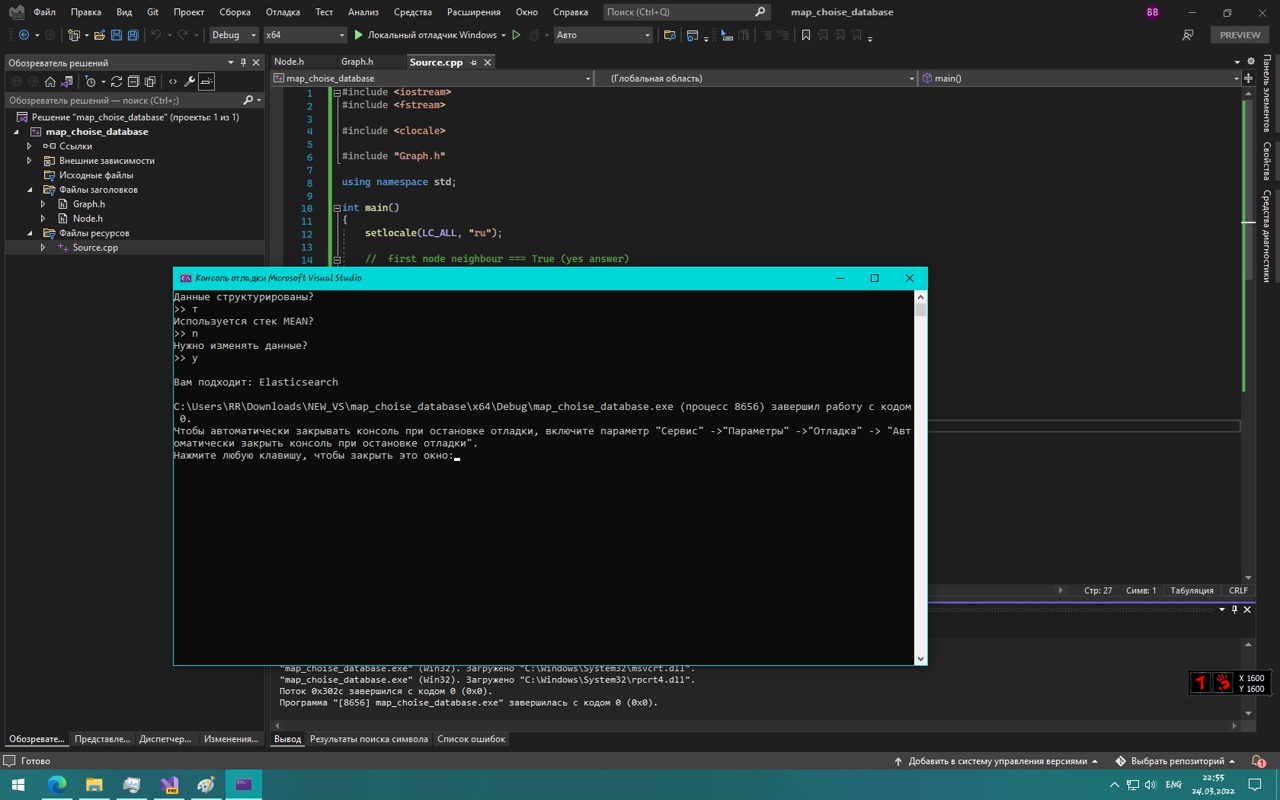 Файл Правка Вид Git Проект Сборка Отладка Тест Анализ Средства Расширения Окно Справка Поиск (Ctrl+Q) map_choise_database BB
Debug x64 Локальный отладчик Windows Авто PREVIEW
Обозреватель решений
Node.h Graph.h Source.cpp
map_choise_database (Глобальная область) main()
Обозреватель решений — поиск (Ctrl+;)
Решение "map_choise_database" (проекты: 1 из 1)
map_choise_database
Ссылки
Внешние зависимости
Исходные файлы
Файлы заголовков
Graph.h
Node.h
Файлы ресурсов
Source.cpp
1 #include <iostream>
2 #include <fstream>
3
4 #include <clocale>
5
6 #include "Graph.h"
7
8 using namespace std;
9
10 int main()
11 {
12 setlocale(LC_ALL, "ru");
13
14 // first node neighbour === True (yes answer)
Панель элементов
Свойства
Средства диагностики
Консоль отладки Microsoft Visual Studio
Данные структурированы?
>> т
Используется стек MEAN?
>> n
Нужно изменять данные?
>> y
Вам подходит: Elasticsearch
C:\Users\RR\Downloads\NEW_VS\map_choise_database\x64\Debug\map_choise_database.exe (процесс 8656) завершил работу с кодом
0.
Чтобы автоматически закрывать консоль при остановке отладки, включите параметр "Сервис" ->"Параметры" ->"Отладка" -> "Авт
оматически закрыть консоль при остановке отладки".
Нажмите любую клавишу, чтобы закрыть это окно:
Стр: 27 Симв: 1 Табуляция CRLF
"map_choise_database.exe" (Win32). Загружено "C:\Windows\System32\msvcrt.dll".
"map_choise_database.exe" (Win32). Загружено "C:\Windows\System32\rpcrt4.dll".
Поток 0x302c завершился с кодом 0 (0x0).
Программа "[8656] map_choise_database.exe" завершилась с кодом 0 (0x0).
X 1600
Y 1600
Обозревате... Представле... Диспетчер... Изменения... Вывод Результаты поиска символа Список ошибок
Готово Добавить в систему управления версиями Выбрать репозиторий 1
ENG 22:55
24.03.2022